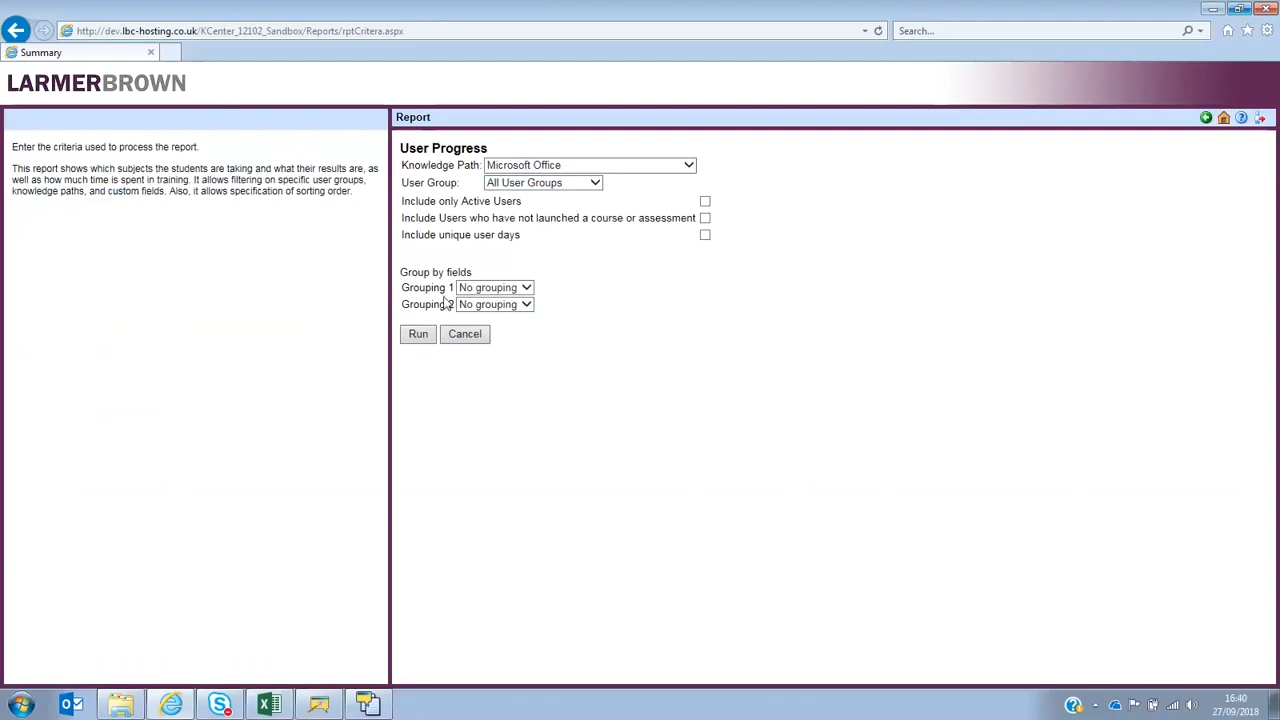 http://dev.lbc-hosting.co.uk/KCenter_12102_Sandbox/Reports/rptCritera.aspx
Search...
Summary
LARMERBROWN
Report
Enter the criteria used to process the report.
This report shows which subjects the students are taking and what their results are, as
well as how much time is spent in training. It allows filtering on specific user groups,
knowledge paths, and custom fields. Also, it allows specification of sorting order.
User Progress
Knowledge Path: Microsoft Office
User Group: All User Groups
Include only Active Users
Include Users who have not launched a course or assessment
Include unique user days
Group by fields
Grouping 1 No grouping
Grouping 2 No grouping
Run Cancel
16:40
27/09/2018